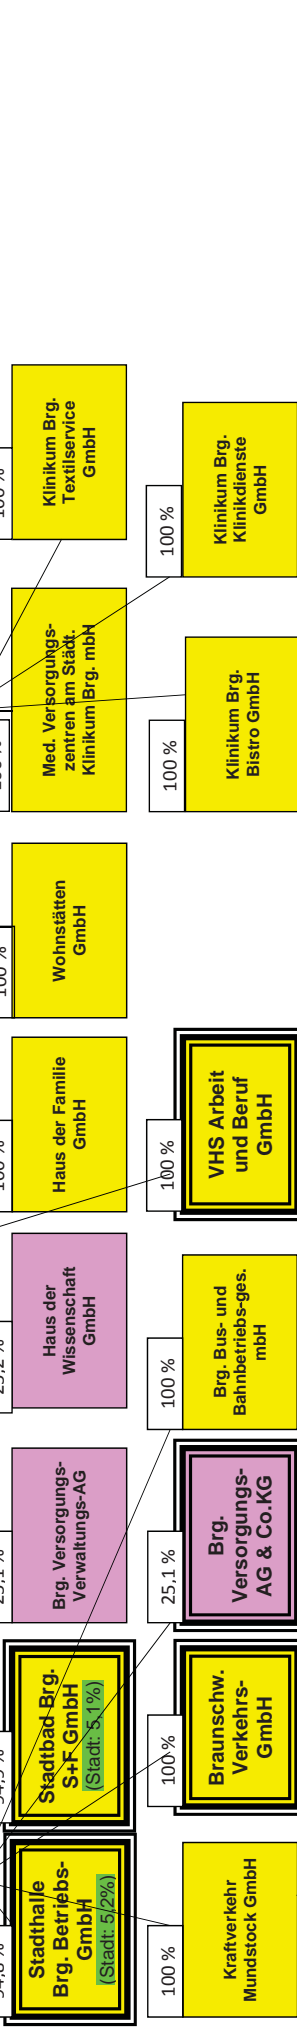 Stadthalle
Brg. Betriebs-
GmbH
(Stadt: 5,2%)
Stadtbad Brg.
S+F GmbH
(Stadt: 5,1%)
Brg. Versorgungs-
Verwaltungs-AG
Haus der
Wissenschaft
GmbH
Haus der Familie
GmbH
Wohnstätten
GmbH
Med. Versorgungs-
zentren am Städt.
Klinikum Brg. mbH
Klinikum Brg.
Textilservice
GmbH
100 %
Kraftverkehr
Mundstock GmbH
100 %
Braunschw.
Verkehrs-
GmbH
25,1 %
Brg.
Versorgungs-
AG & Co.KG
100 %
Brg. Bus- und
Bahnbetriebs-ges.
mbH
100 %
VHS Arbeit
und Beruf
GmbH
100 %
Klinikum Brg.
Bistro GmbH
100 %
Klinikum Brg.
Klinikdienste
GmbH